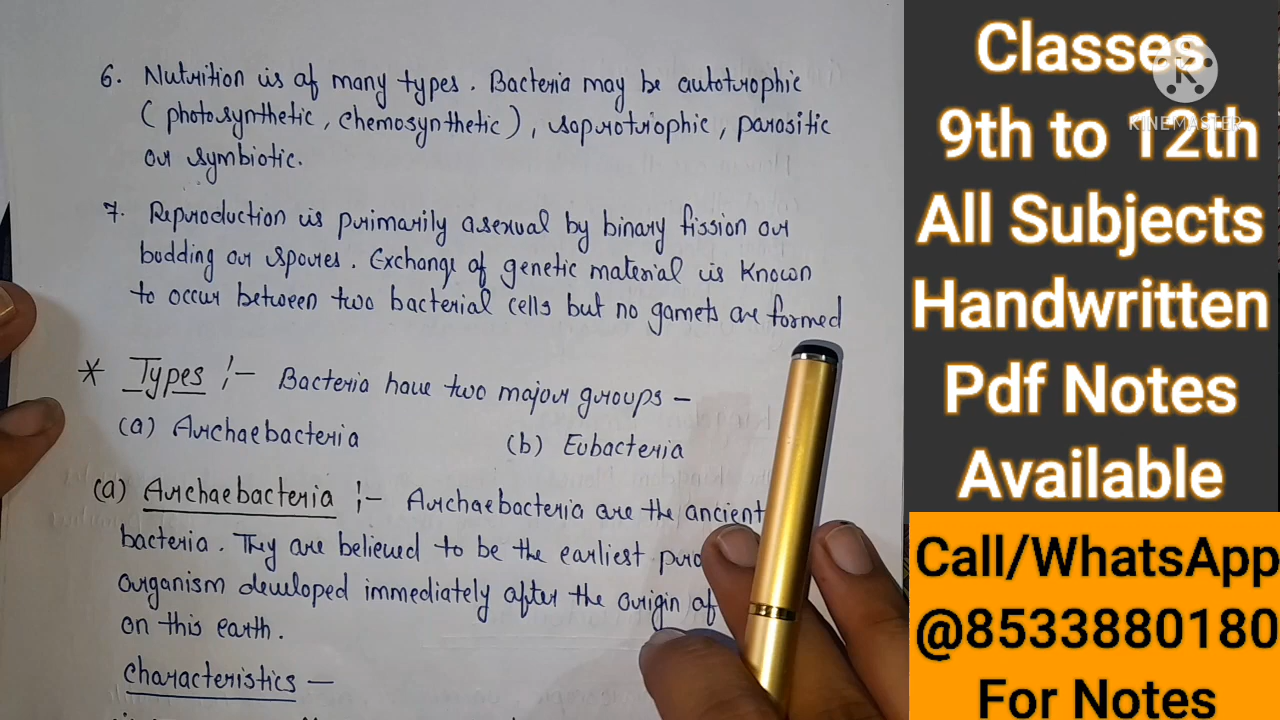 6. Nutrition is of many types. Bacteria may be autotrophic
(photosynthetic, chemosynthetic), soprotrophic, parasitic
or symbiotic.
7. Reproduction is primarily asexual by binary fission or
budding or spores. Exchange of genetic material is known
to occur between two bacterial cells but no gamets are formed
* Types :- Bacteria have two major groups -
(a) Archaebacteria (b) Eubacteria
(a) Archaebacteria :- Archaebacteria are the ancient
bacteria. They are believed to be the earliest
organism developed immediately after the origin of
on this earth.
Characteristics -
Classes
9th to 12th
All Subjects
Handwritten
Pdf Notes
Available
Call/WhatsApp
@8533880180
For Notes
K
KINEMASTER